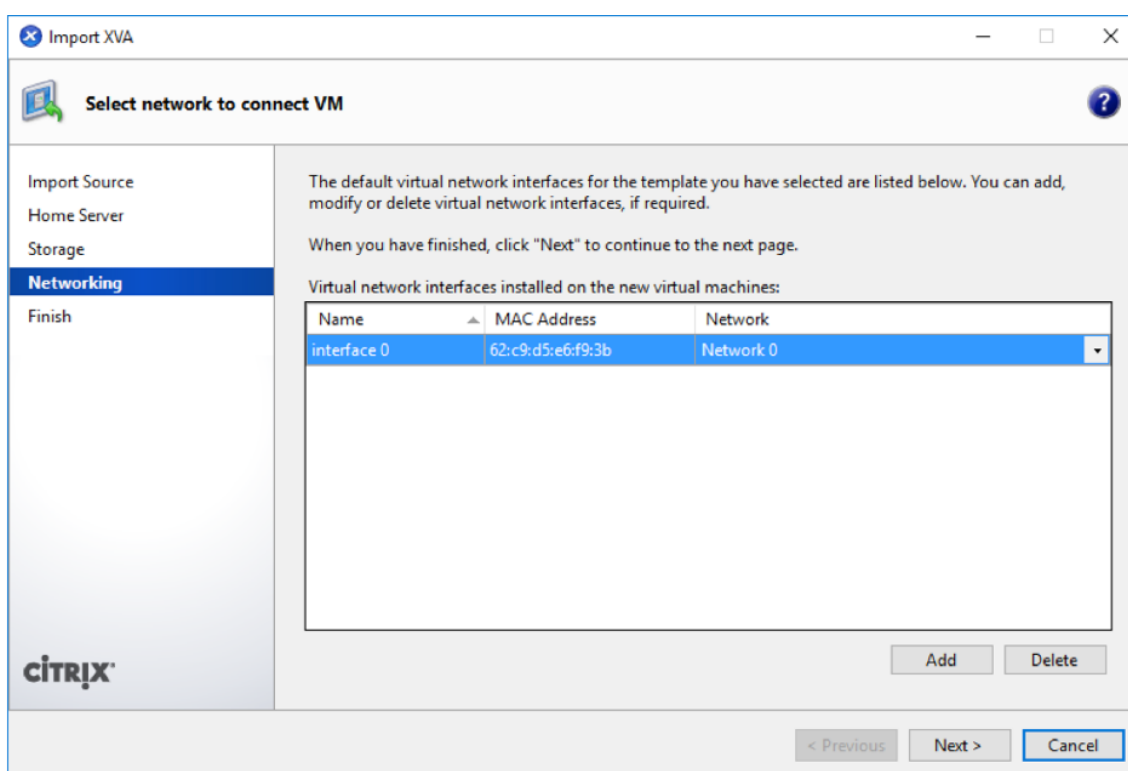 Import XVA
Select network to connect VM
?
Import Source
Home Server
Storage
Networking
Finish
The default virtual network interfaces for the template you have selected are listed below. You can add,
modify or delete virtual network interfaces, if required.
When you have finished, click "Next" to continue to the next page.
Virtual network interfaces installed on the new virtual machines:
Name MAC Address Network
interface 0 62:c9:d5:e6:f9:3b Network 0
Add Delete
CİTRIX
< Previous Next > Cancel